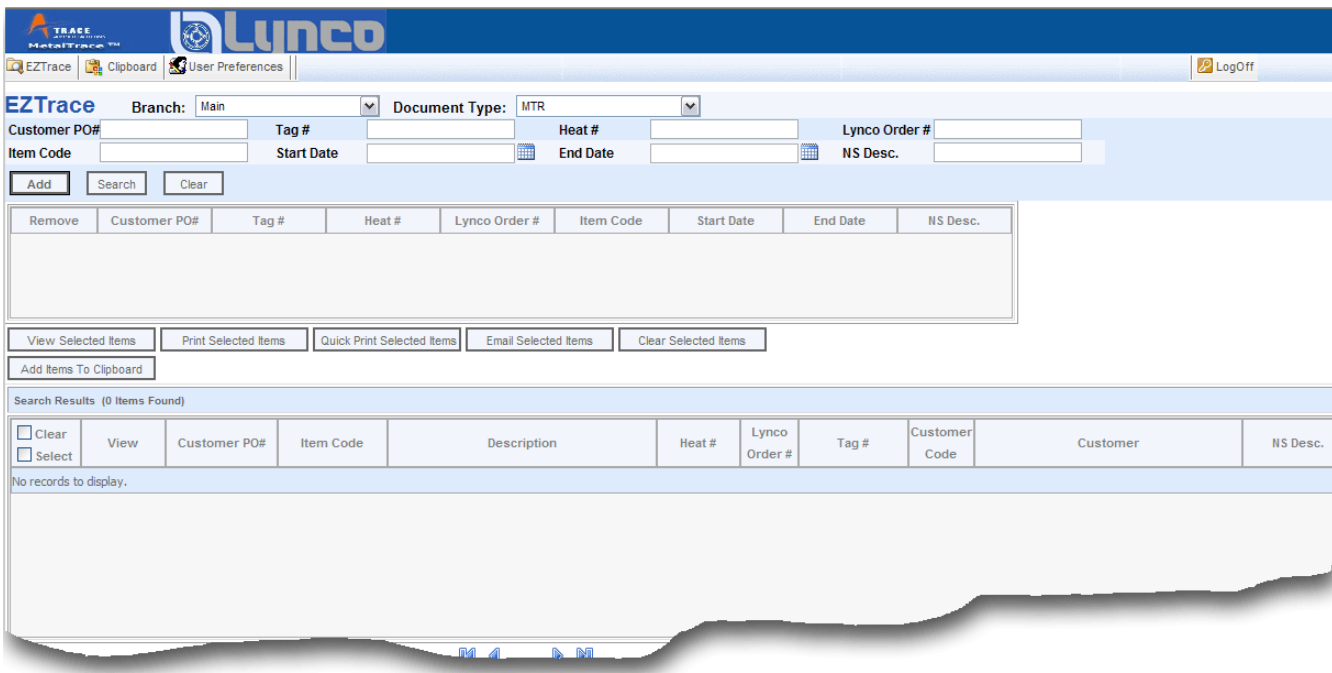 TRACE
MetalTrace ™
Lynco
EZTrace Clipboard User Preferences LogOff
EZTrace Branch: Main Document Type: MTR
Customer PO# Tag # Heat # Lynco Order #
Item Code Start Date End Date NS Desc.
Add Search Clear
Remove Customer PO# Tag # Heat # Lynco Order # Item Code Start Date End Date NS Desc.
View Selected Items Print Selected Items Quick Print Selected Items Email Selected Items Clear Selected Items
Add Items To Clipboard
Search Results (0 Items Found)
Clear
Select
View Customer PO# Item Code Description Heat # Lynco Order # Tag # Customer Code Customer NS Desc.
No records to display.